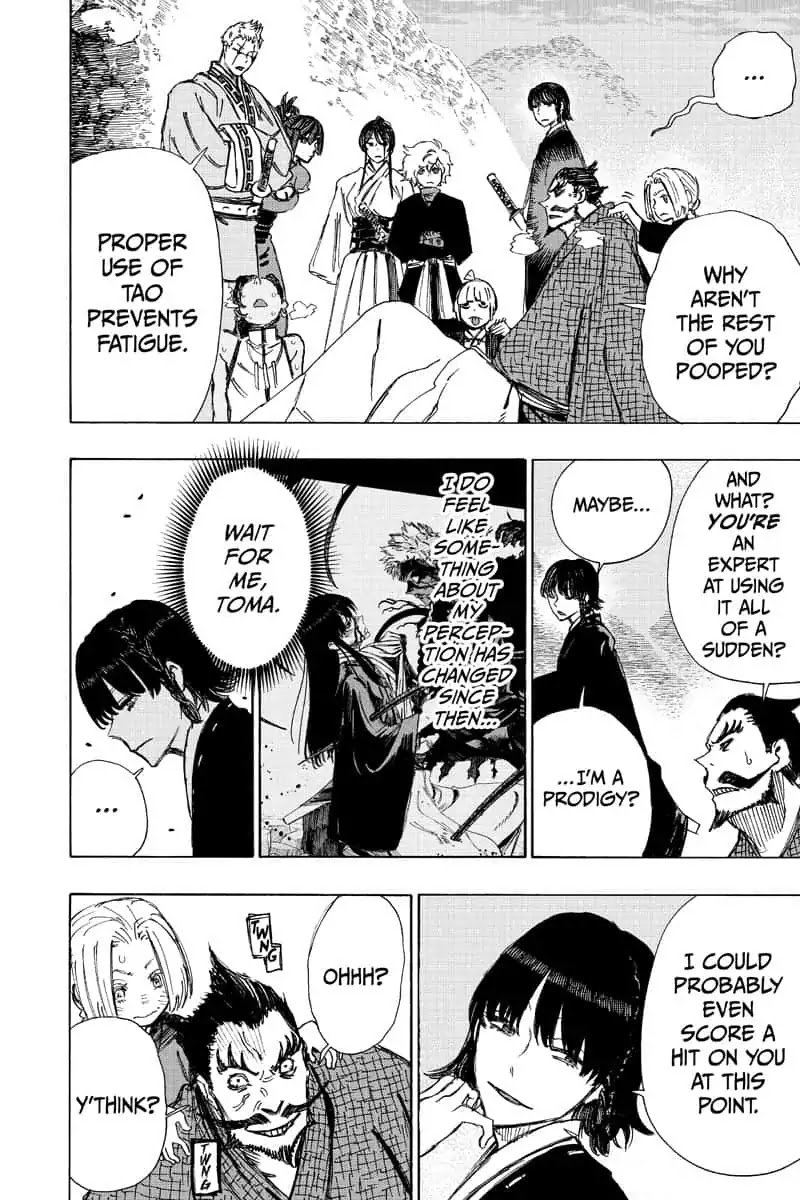 ...
WHY
AREN'T
THE REST
OF YOU
POOPED?
PROPER
USE OF
TAO
PREVENTS
FATIGUE.
AND
WHAT?
YOU'RE
AN
EXPERT
AT USING
IT ALL
OF A
SUDDEN?
MAYBE...
...I'M A
PRODIGY?
I DO
FEEL
LIKE
SOME-
THING
ABOUT
MY
PERCEP-
TION HAS
CHANGED
SINCE
THEN...
WAIT
FOR
ME,
TOMA.
...
I COULD
PROBABLY
EVEN
SCORE A
HIT ON YOU
AT THIS
POINT.
OHHH?
TWNG
Y'THINK?
TWNG